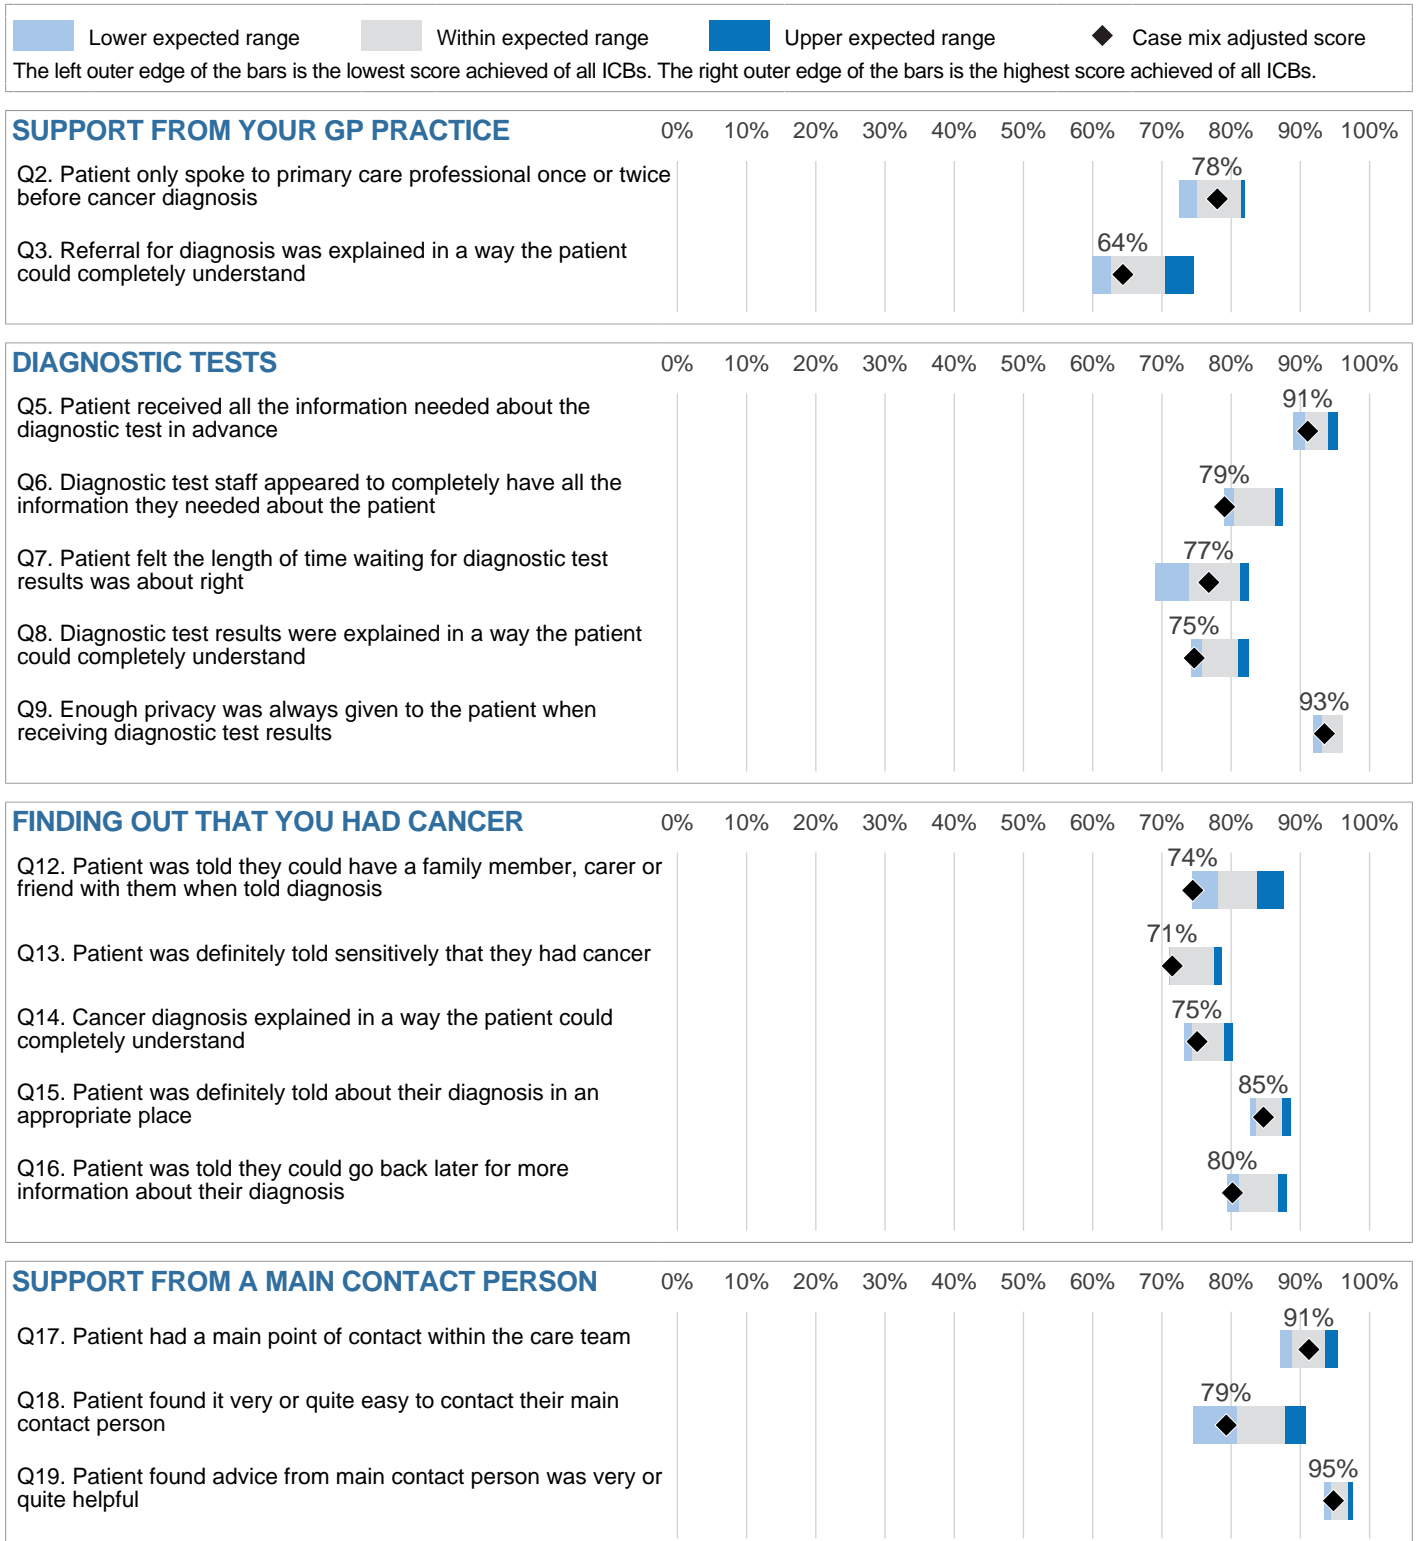 Lower expected range Within expected range Upper expected range Case mix adjusted score
The left outer edge of the bars is the lowest score achieved of all ICBs. The right outer edge of the bars is the highest score achieved of all ICBs.
SUPPORT FROM YOUR GP PRACTICE 0% 10% 20% 30% 40% 50% 60% 70% 80% 90% 100%
78%
Q2. Patient only spoke to primary care professional once or twice
before cancer diagnosis
64%
Q3. Referral for diagnosis was explained in a way the patient
could completely understand
DIAGNOSTIC TESTS 0% 10% 20% 30% 40% 50% 60% 70% 80% 90% 100%
91%
Q5. Patient received all the information needed about the
diagnostic test in advance
79%
Q6. Diagnostic test staff appeared to completely have all the
information they needed about the patient
77%
Q7. Patient felt the length of time waiting for diagnostic test
results was about right
75%
Q8. Diagnostic test results were explained in a way the patient
could completely understand
93%
Q9. Enough privacy was always given to the patient when
receiving diagnostic test results
FINDING OUT THAT YOU HAD CANCER 0% 10% 20% 30% 40% 50% 60% 70% 80% 90% 100%
74%
Q12. Patient was told they could have a family member, carer or
friend with them when told diagnosis
71%
Q13. Patient was definitely told sensitively that they had cancer
75%
Q14. Cancer diagnosis explained in a way the patient could
completely understand
85%
Q15. Patient was definitely told about their diagnosis in an
appropriate place
80%
Q16. Patient was told they could go back later for more
information about their diagnosis
SUPPORT FROM A MAIN CONTACT PERSON 0% 10% 20% 30% 40% 50% 60% 70% 80% 90% 100%
91%
Q17. Patient had a main point of contact within the care team
79%
Q18. Patient found it very or quite easy to contact their main
contact person
95%
Q19. Patient found advice from main contact person was very or
quite helpful